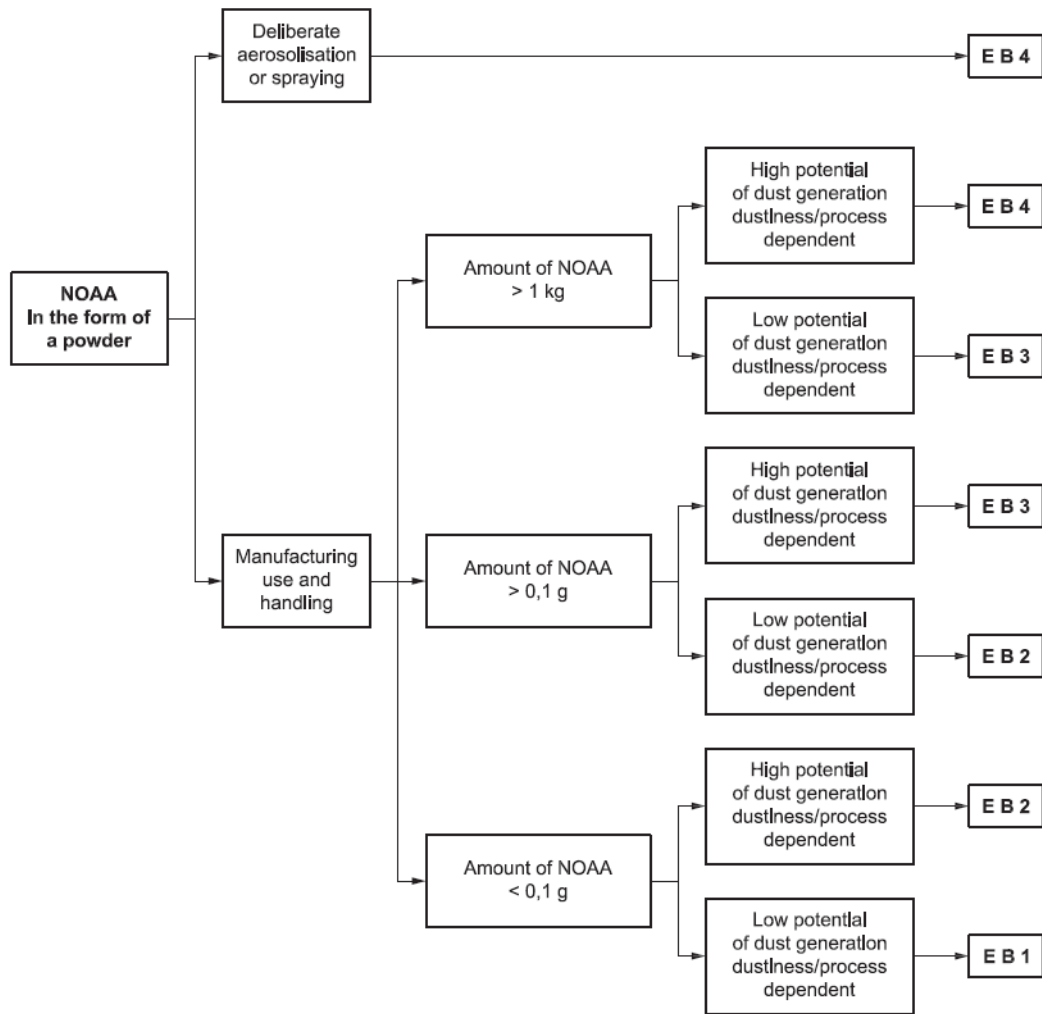 Deliberate
aerosolisation
or spraying
E B 4
High potential
of dust generation
dustIness/process
dependent
E B 4
Amount of NOAA
> 1 kg
NOAA
In the form of
a powder
Low potential
of dust generation
dustIness/process
dependent
E B 3
High potential
of dust generation
dustIness/process
dependent
E B 3
Manufacturing
use and
handling
Amount of NOAA
> 0,1 g
Low potential
of dust generation
dustIness/process
dependent
E B 2
High potential
of dust generation
dustIness/process
dependent
E B 2
Amount of NOAA
< 0,1 g
Low potential
of dust generation
dustIness/process
dependent
E B 1